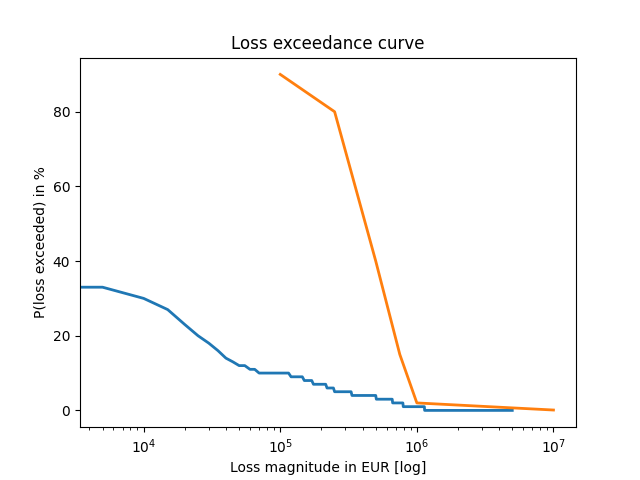 Loss exceedance curve
P(loss exceeded) in %
80
60
40
20
0
10⁴ 10⁵ 10⁶ 10⁷
Loss magnitude in EUR [log]